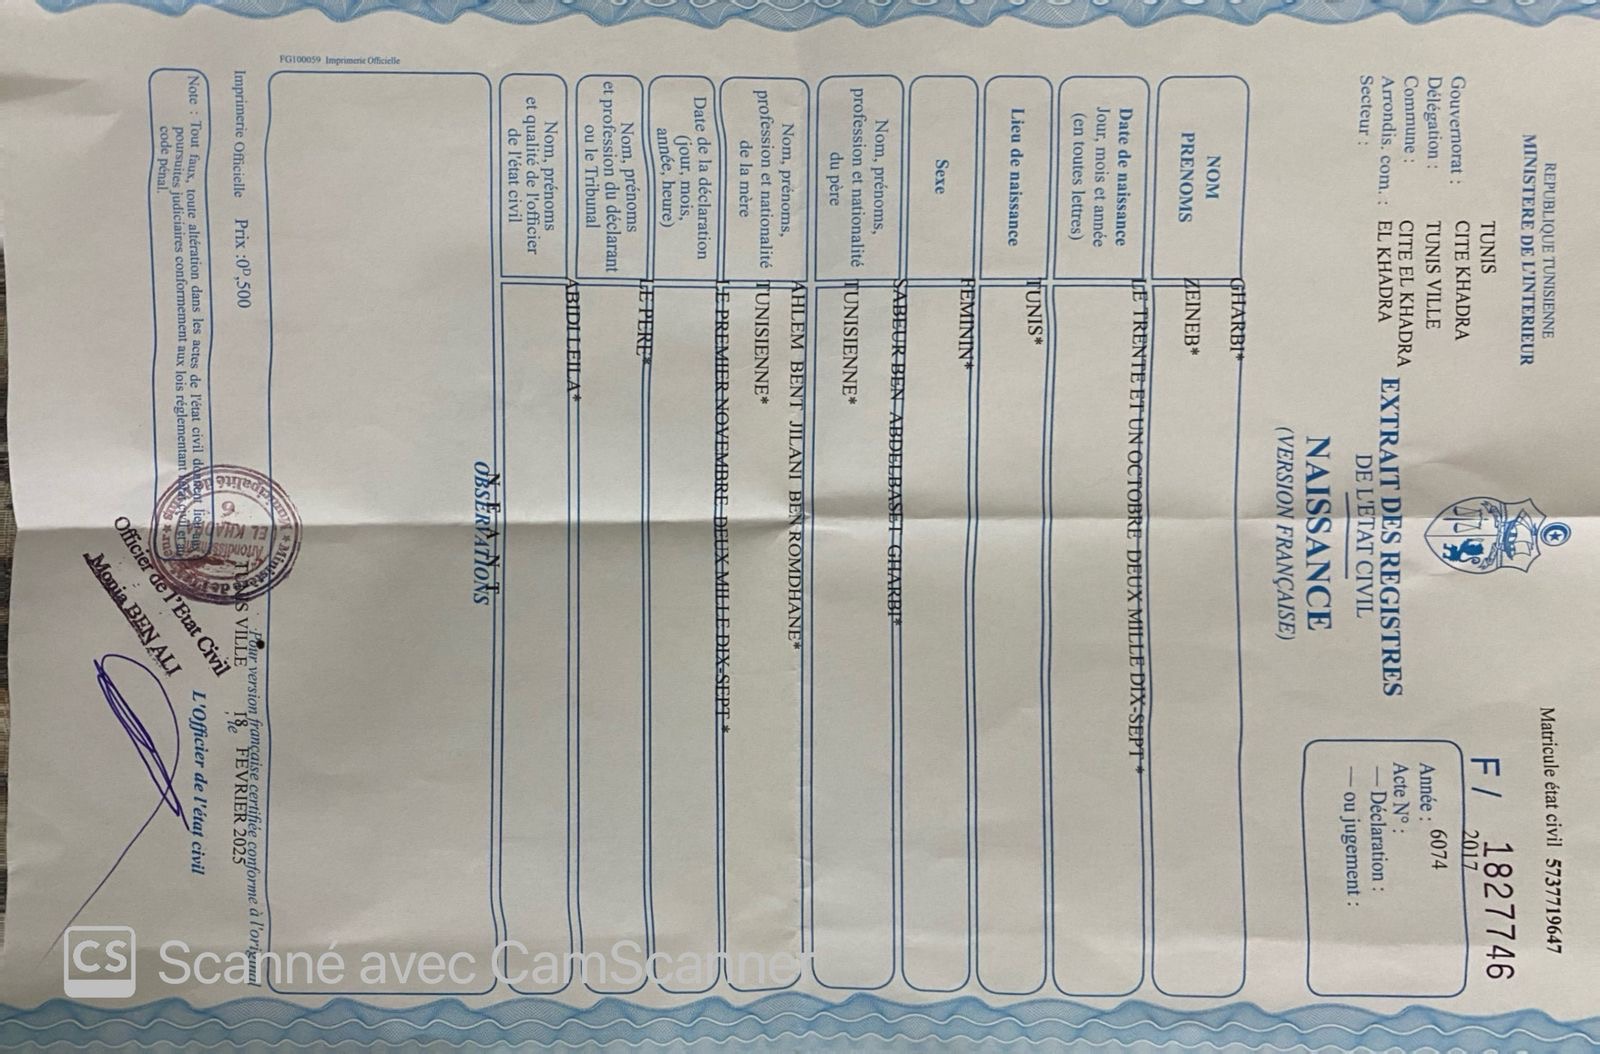 REPUBLIQUE TUNISIENNE
MINISTERE DE L'INTERIEUR
Matricule état civil 5737719647
F/ 1827746
Gouvernorat : TUNIS
Délégation : CITE KHADRA
Commune : TUNIS VILLE
Arrondis. com. : CITE EL KHADRA
Secteur : EL KHADRA
EXTRAIT DES REGISTRES
DE L'ETAT CIVIL
NAISSANCE
(VERSION FRANÇAISE)
Année : 2017
Acte N° : 6074
— Déclaration :
— ou jugement :
NOM GHARBI*
PRENOMS ZEINEB*
Date de naissance LE TRENTE ET UN OCTOBRE DEUX MILLE DIX-SEPT *
Jour, mois et année
(en toutes lettres)
Lieu de naissance TUNIS*
Sexe FEMININ*
Nom, prénoms, SABEUR BEN ABDELBASET GHARBI*
profession et nationalité TUNISIENNE*
du père
Nom, prénoms, AHLEM BENT JILANI BEN ROMDHANE*
profession et nationalité TUNISIENNE*
de la mère
Date de la déclaration LE PREMIER NOVEMBRE DEUX MILLE DIX-SEPT *
(jour, mois,
année, heure)
Nom, prénoms LE PERE*
et profession du déclarant
ou le Tribunal
Nom, prénoms ABIDI LEILA*
et qualité de l'officier
de l'état civil
N E A N T
OBSERVATIONS
FG100059 Imprimerie Officielle
Pour version française certifiée conforme à l'original
Imprimerie Officielle Prix :0ᴰ,500
TUNIS VILLE , le 18 FEVRIER 2025
L'Officier de l'état civil
Note : Tout faux, toute altération dans les actes de l'état civil donnent lieu aux
poursuites judiciaires conformément aux lois réglementant
code pénal.
EL KHADRA
6
Officier de l'Etat Civil
Monia BEN ALI
CS Scanné avec CamScanner